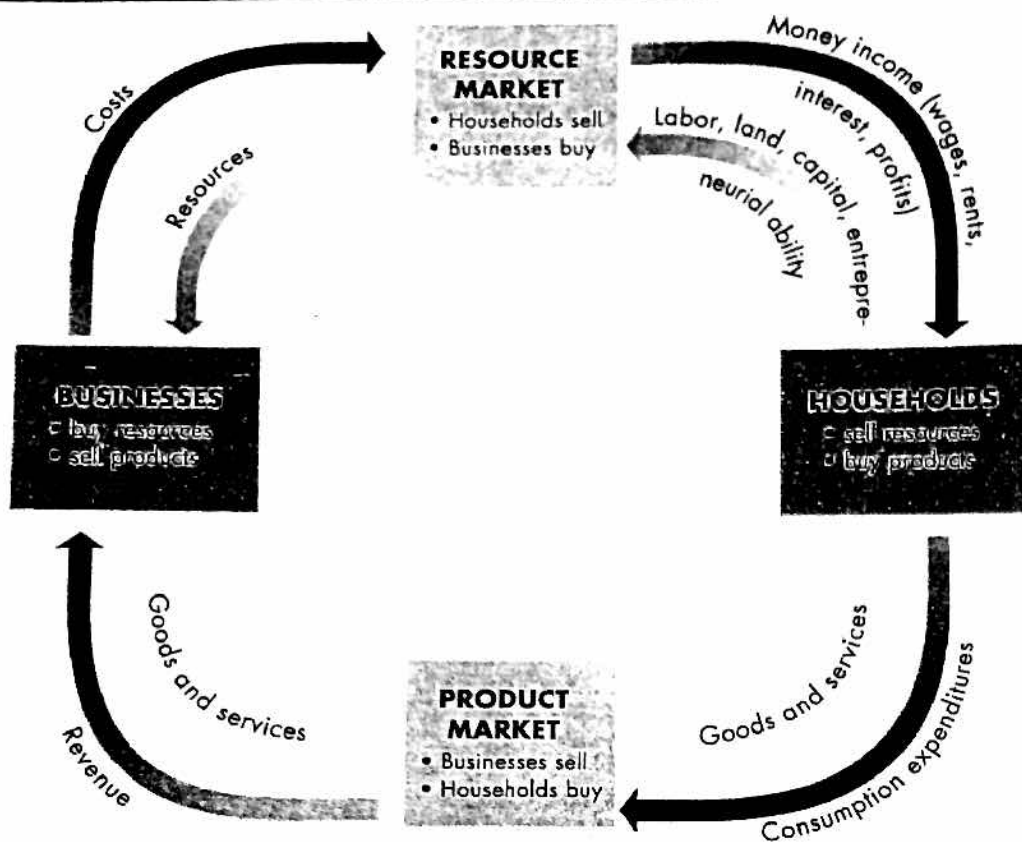 RESOURCE
MARKET
• Households sell
• Businesses buy
Costs
Resources
Money income (wages, rents,
interest, profits)
Labor, land, capital, entrepre-
neurial ability
BUSINESSES
• buy resources
• sell products
HOUSEHOLDS
• sell resources
• buy products
Goods and services
Revenue
PRODUCT
MARKET
• Businesses sell
• Households buy
Goods and services
Consumption expenditures